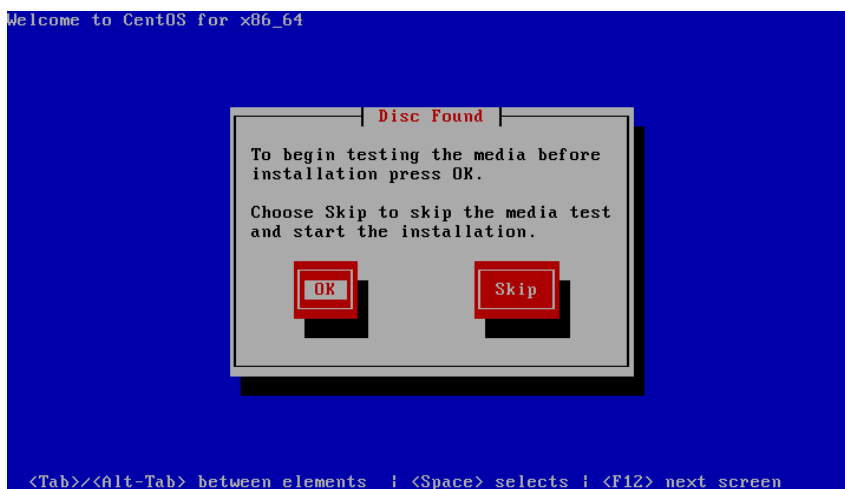 Welcome to CentOS for x86_64
Disc Found
To begin testing the media before
installation press OK.
Choose Skip to skip the media test
and start the installation.
OK Skip
<Tab>/<Alt-Tab> between elements | <Space> selects | <F12> next screen